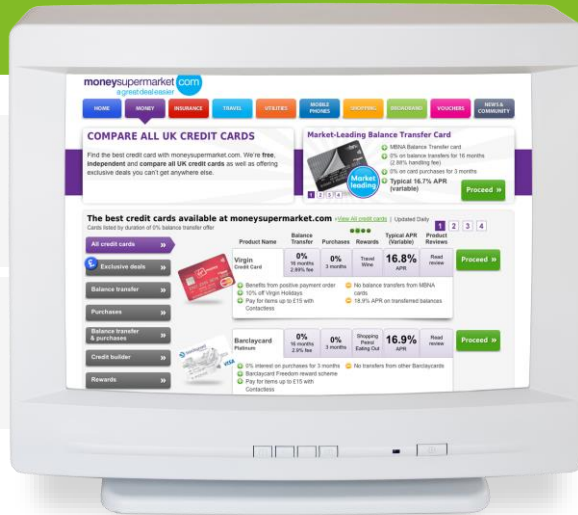 moneysupermarket.com
a great deal easier
HOME MONEY INSURANCE TRAVEL UTILITIES MOBILE PHONES SHOPPING BROADBAND VOUCHERS NEWS & COMMUNITY
COMPARE ALL UK CREDIT CARDS
Find the best credit card with moneysupermarket.com. We're free,
independent and compare all UK credit cards as well as offering
exclusive deals you can't get anywhere else.
Market-Leading Balance Transfer Card
MBNA Balance Transfer card
0% on balance transfers for 16 months
(2.98% handling fee)
0% on card purchases for 3 months
Typical 16.7% APR
(variable)
Market leading
1 2 3 4
Proceed »
The best credit cards available at moneysupermarket.com
View All credit cards | Updated Daily
1 2 3 4
Cards listed by duration of 0% balance transfer offer
All credit cards »
Exclusive deals »
Balance transfer »
Purchases »
Balance transfer
& purchases »
Credit builder »
Rewards »
Product Name
Balance Transfer
Purchases
Rewards
Typical APR (Variable)
Product Reviews
Virgin
Credit Card
0%
16 months
2.98% fee
0%
3 months
Travel
Wine
16.8%
APR
Read
review
Proceed »
Benefits from positive payment order
10% off Virgin Holidays
Pay for items up to £15 with
Contactless
No balance transfers from MBNA
cards
18.9% APR on transferred balances
Barclaycard
Platinum
0%
16 months
2.9% fee
0%
3 months
Shopping
Petrol
Eating Out
16.9%
APR
Read
review
Proceed »
0% interest on purchases for 3 months
Barclaycard Freedom reward scheme
Pay for items up to £15 with
Contactless
No transfers from other Barclaycards
VISA